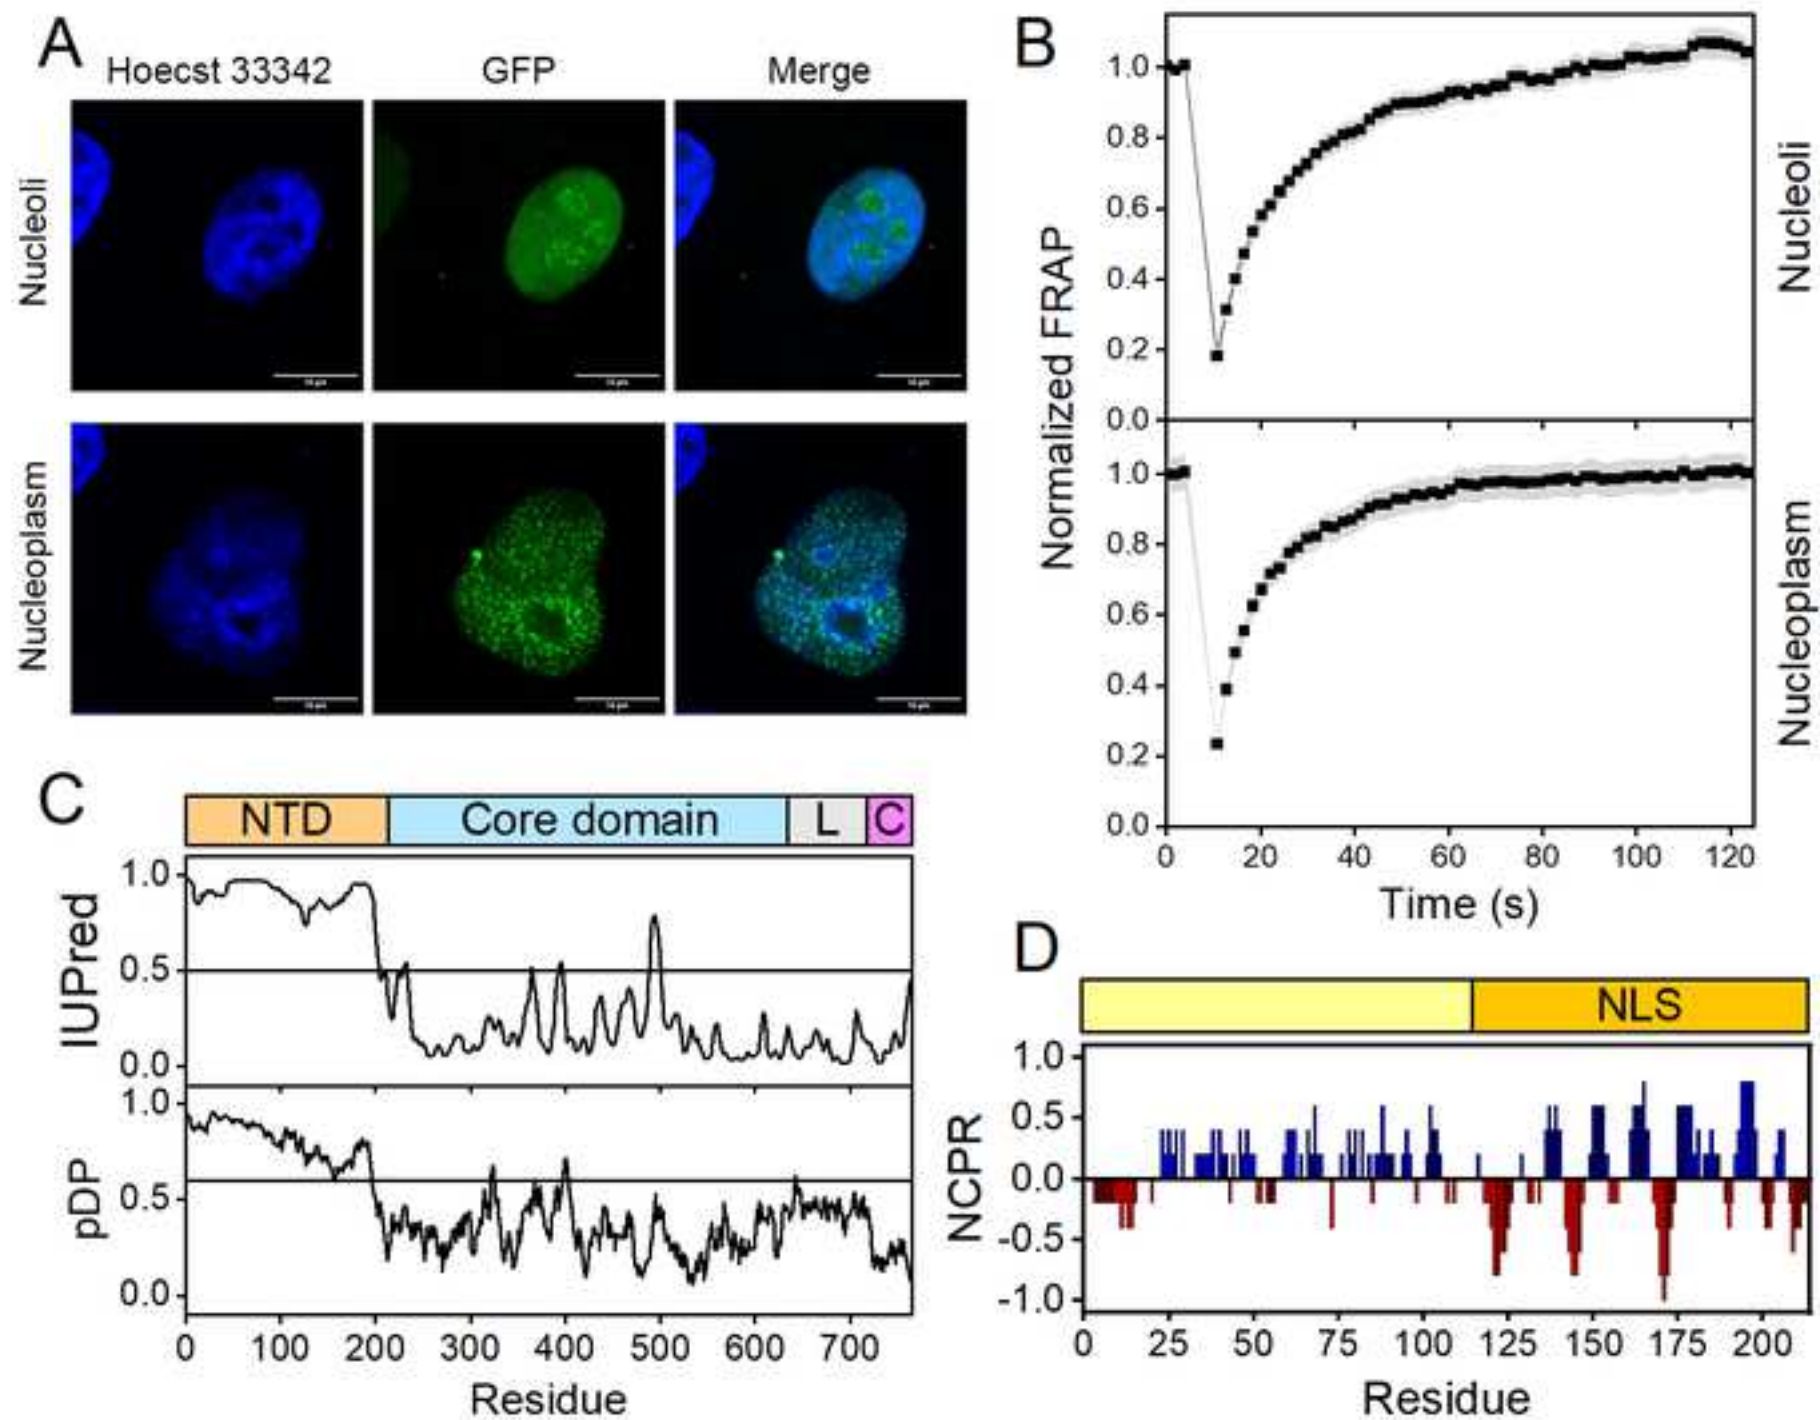 A
Hoecst 33342
GFP
Merge
Nucleoli
Nucleoplasm
B
Normalized FRAP
1.0
0.8
0.6
0.4
0.2
0.0
Nucleoli
1.0
0.8
0.6
0.4
0.2
0.0
Nucleoplasm
0 20 40 60 80 100 120
Time (s)
C
NTD Core domain L C
IUPred
1.0
0.5
0.0
pDP
1.0
0.5
0.0
0 100 200 300 400 500 600 700
Residue
D
NLS
NCPR
1.0
0.5
0.0
-0.5
-1.0
0 25 50 75 100 125 150 175 200
Residue